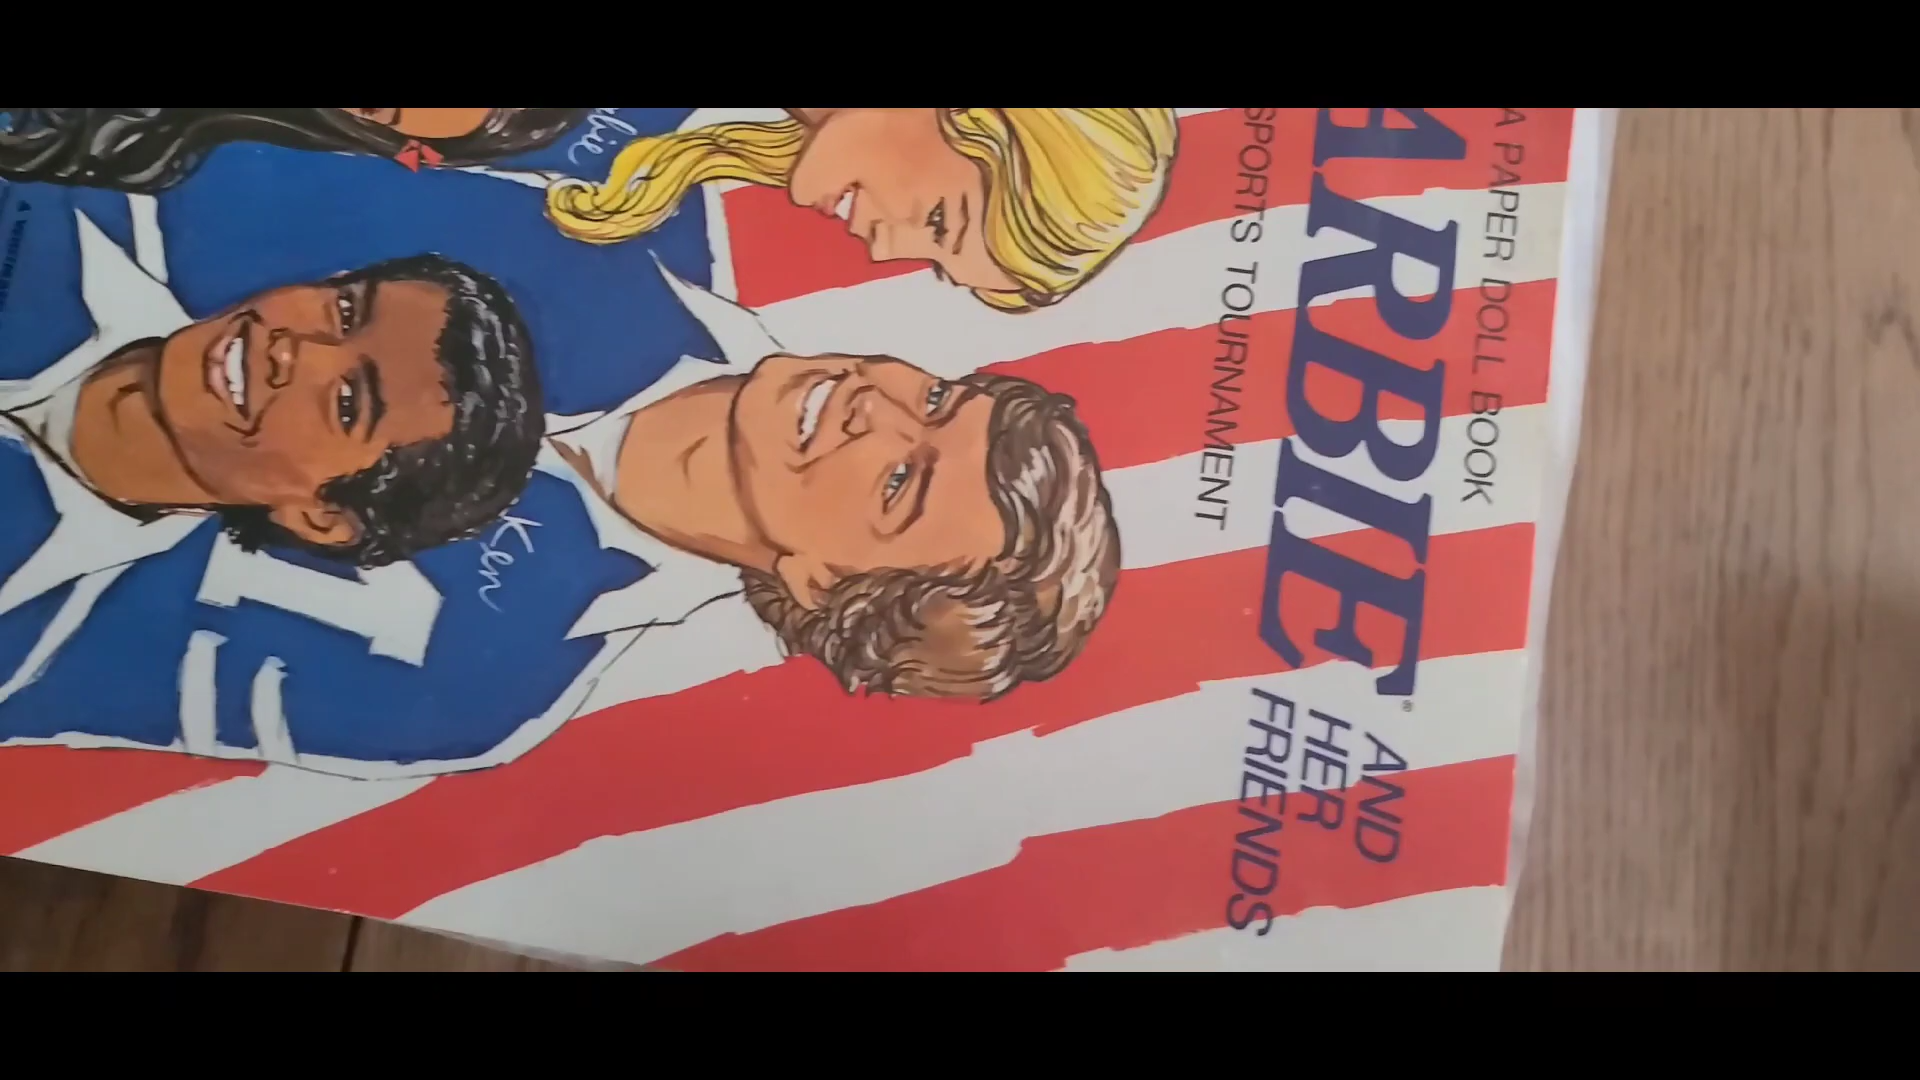 A PAPER DOLL BOOK
ARBIE®
AND
HER
FRIENDS
SPORTS TOURNAMENT
Ken